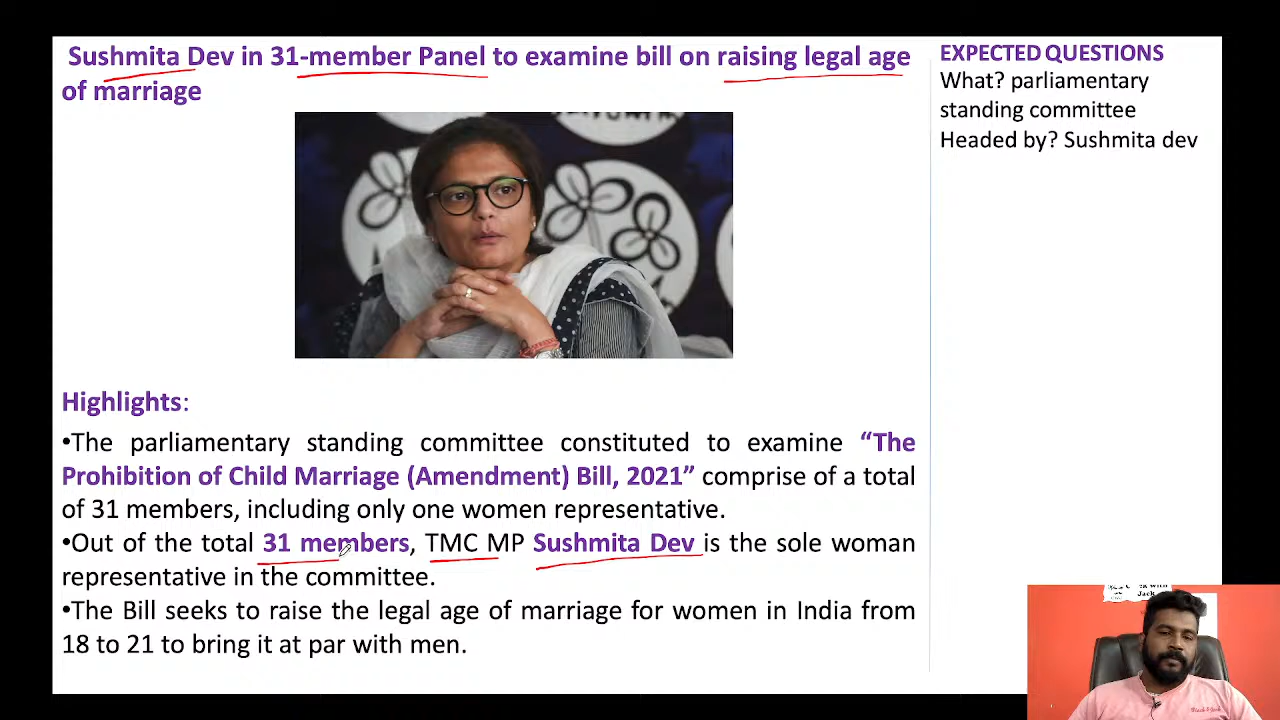 Sushmita Dev in 31-member Panel to examine bill on raising legal age
of marriage
Highlights:
•The parliamentary standing committee constituted to examine “The
Prohibition of Child Marriage (Amendment) Bill, 2021” comprise of a total
of 31 members, including only one women representative.
•Out of the total 31 members, TMC MP Sushmita Dev is the sole woman
representative in the committee.
•The Bill seeks to raise the legal age of marriage for women in India from
18 to 21 to bring it at par with men.
EXPECTED QUESTIONS
What? parliamentary
standing committee
Headed by? Sushmita dev
Jack